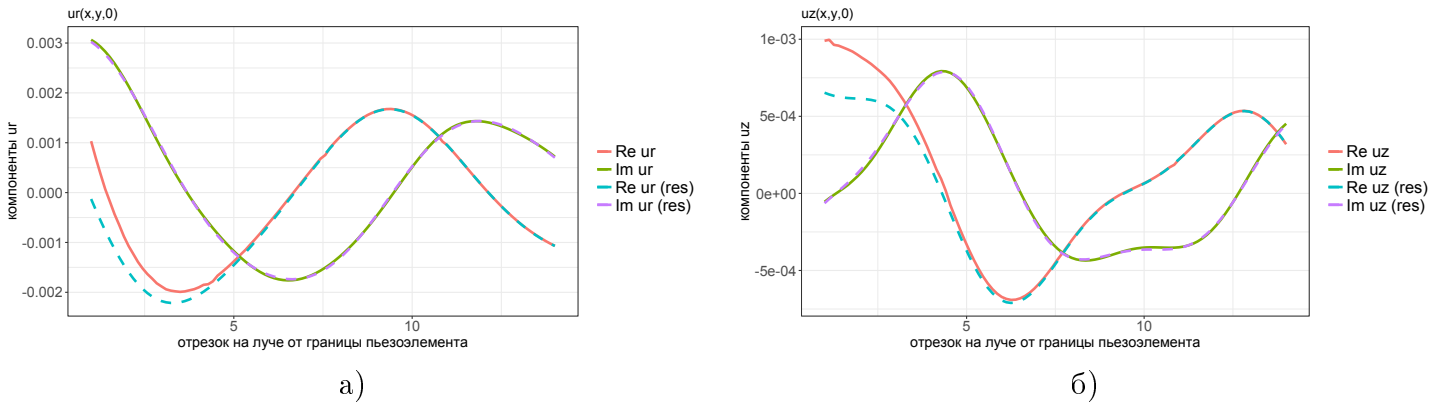 ur(x,y,0)
компоненты ur
0.003
0.002
0.001
0.000
-0.001
-0.002
5
10
отрезок на луче от границы пьезоэлемента
Re ur
Im ur
Re ur (res)
Im ur (res)
а)
uz(x,y,0)
компоненты uz
1e-03
5e-04
0e+00
-5e-04
5
10
отрезок на луче от границы пьезоэлемента
Re uz
Im uz
Re uz (res)
Im uz (res)
б)